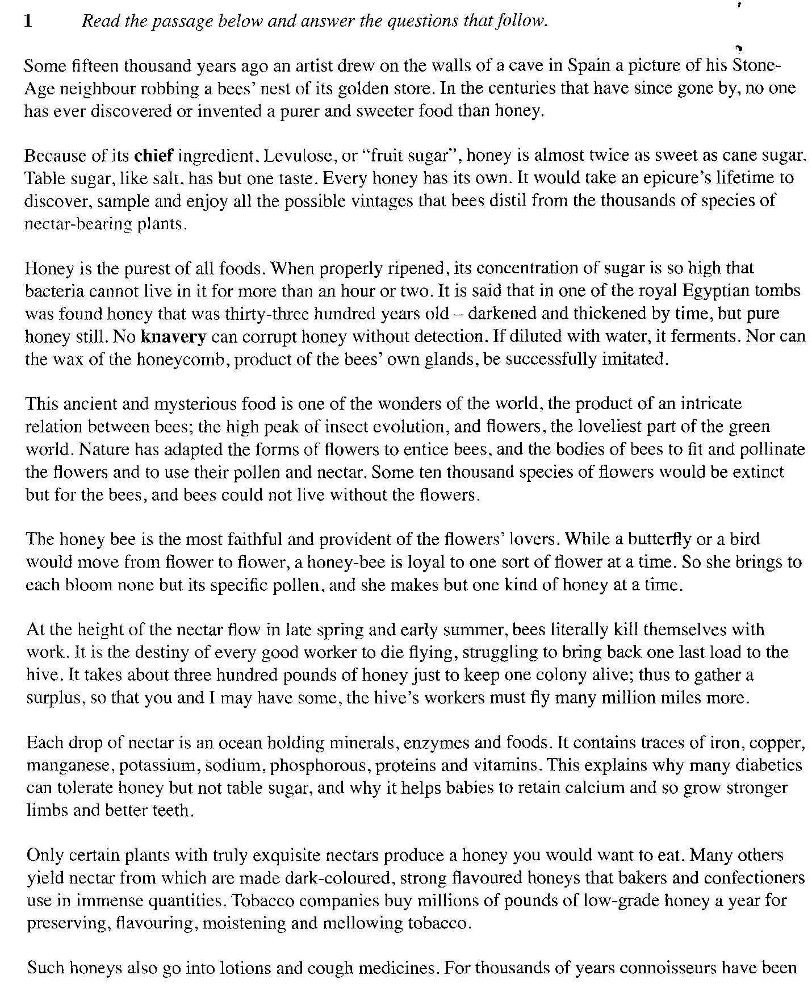 1 Read the passage below and answer the questions that follow.
Some fifteen thousand years ago an artist drew on the walls of a cave in Spain a picture of his Stone-
Age neighbour robbing a bees’ nest of its golden store. In the centuries that have since gone by, no one
has ever discovered or invented a purer and sweeter food than honey.
Because of its chief ingredient. Levulose, or “fruit sugar”, honey is almost twice as sweet as cane sugar.
Table sugar, like salt, has but one taste. Every honey has its own. It would take an epicure’s lifetime to
discover, sample and enjoy all the possible vintages that bees distil from the thousands of species of
nectar-bearing plants.
Honey is the purest of all foods. When properly ripened, its concentration of sugar is so high that
bacteria cannot live in it for more than an hour or two. It is said that in one of the royal Egyptian tombs
was found honey that was thirty-three hundred years old – darkened and thickened by time, but pure
honey still. No knavery can corrupt honey without detection. If diluted with water, it ferments. Nor can
the wax of the honeycomb, product of the bees’ own glands, be successfully imitated.
This ancient and mysterious food is one of the wonders of the world, the product of an intricate
relation between bees; the high peak of insect evolution, and flowers, the loveliest part of the green
world. Nature has adapted the forms of flowers to entice bees, and the bodies of bees to fit and pollinate
the flowers and to use their pollen and nectar. Some ten thousand species of flowers would be extinct
but for the bees, and bees could not live without the flowers.
The honey bee is the most faithful and provident of the flowers’ lovers. While a butterfly or a bird
would move from flower to flower, a honey-bee is loyal to one sort of flower at a time. So she brings to
each bloom none but its specific pollen, and she makes but one kind of honey at a time.
At the height of the nectar flow in late spring and early summer, bees literally kill themselves with
work. It is the destiny of every good worker to die flying, struggling to bring back one last load to the
hive. It takes about three hundred pounds of honey just to keep one colony alive; thus to gather a
surplus, so that you and I may have some, the hive’s workers must fly many million miles more.
Each drop of nectar is an ocean holding minerals, enzymes and foods. It contains traces of iron, copper,
manganese, potassium, sodium, phosphorous, proteins and vitamins. This explains why many diabetics
can tolerate honey but not table sugar, and why it helps babies to retain calcium and so grow stronger
limbs and better teeth.
Only certain plants with truly exquisite nectars produce a honey you would want to eat. Many others
yield nectar from which are made dark-coloured, strong flavoured honeys that bakers and confectioners
use in immense quantities. Tobacco companies buy millions of pounds of low-grade honey a year for
preserving, flavouring, moistening and mellowing tobacco.
Such honeys also go into lotions and cough medicines. For thousands of years connoisseurs have been